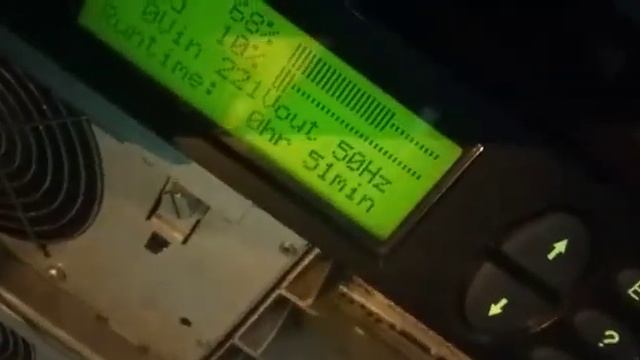 68%
10%
0Vin 221Vout 50Hz
Runtime: 0hr 51min
?